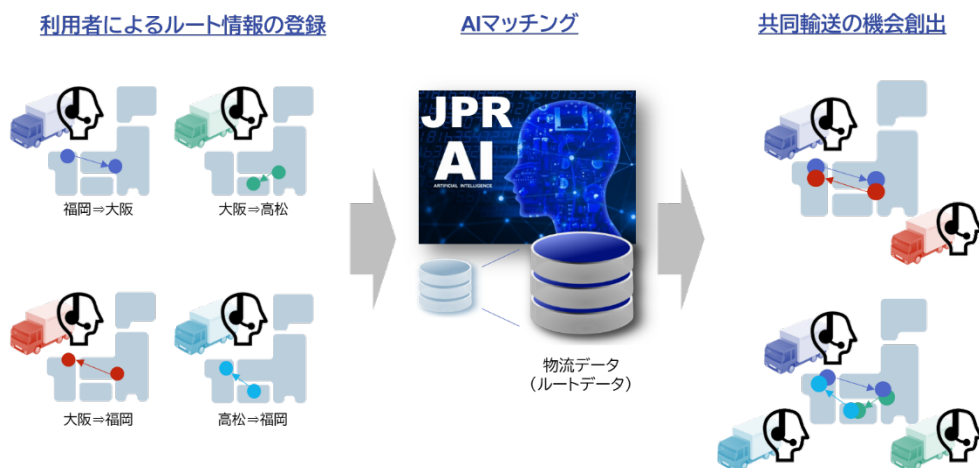 利用者によるルート情報の登録
AIマッチング
共同輸送の機会創出
福岡⇒大阪
大阪⇒高松
JPR
AI
ARTIFICIAL INTELLIGENCE
大阪⇒福岡
高松⇒福岡
物流データ
（ルートデータ）